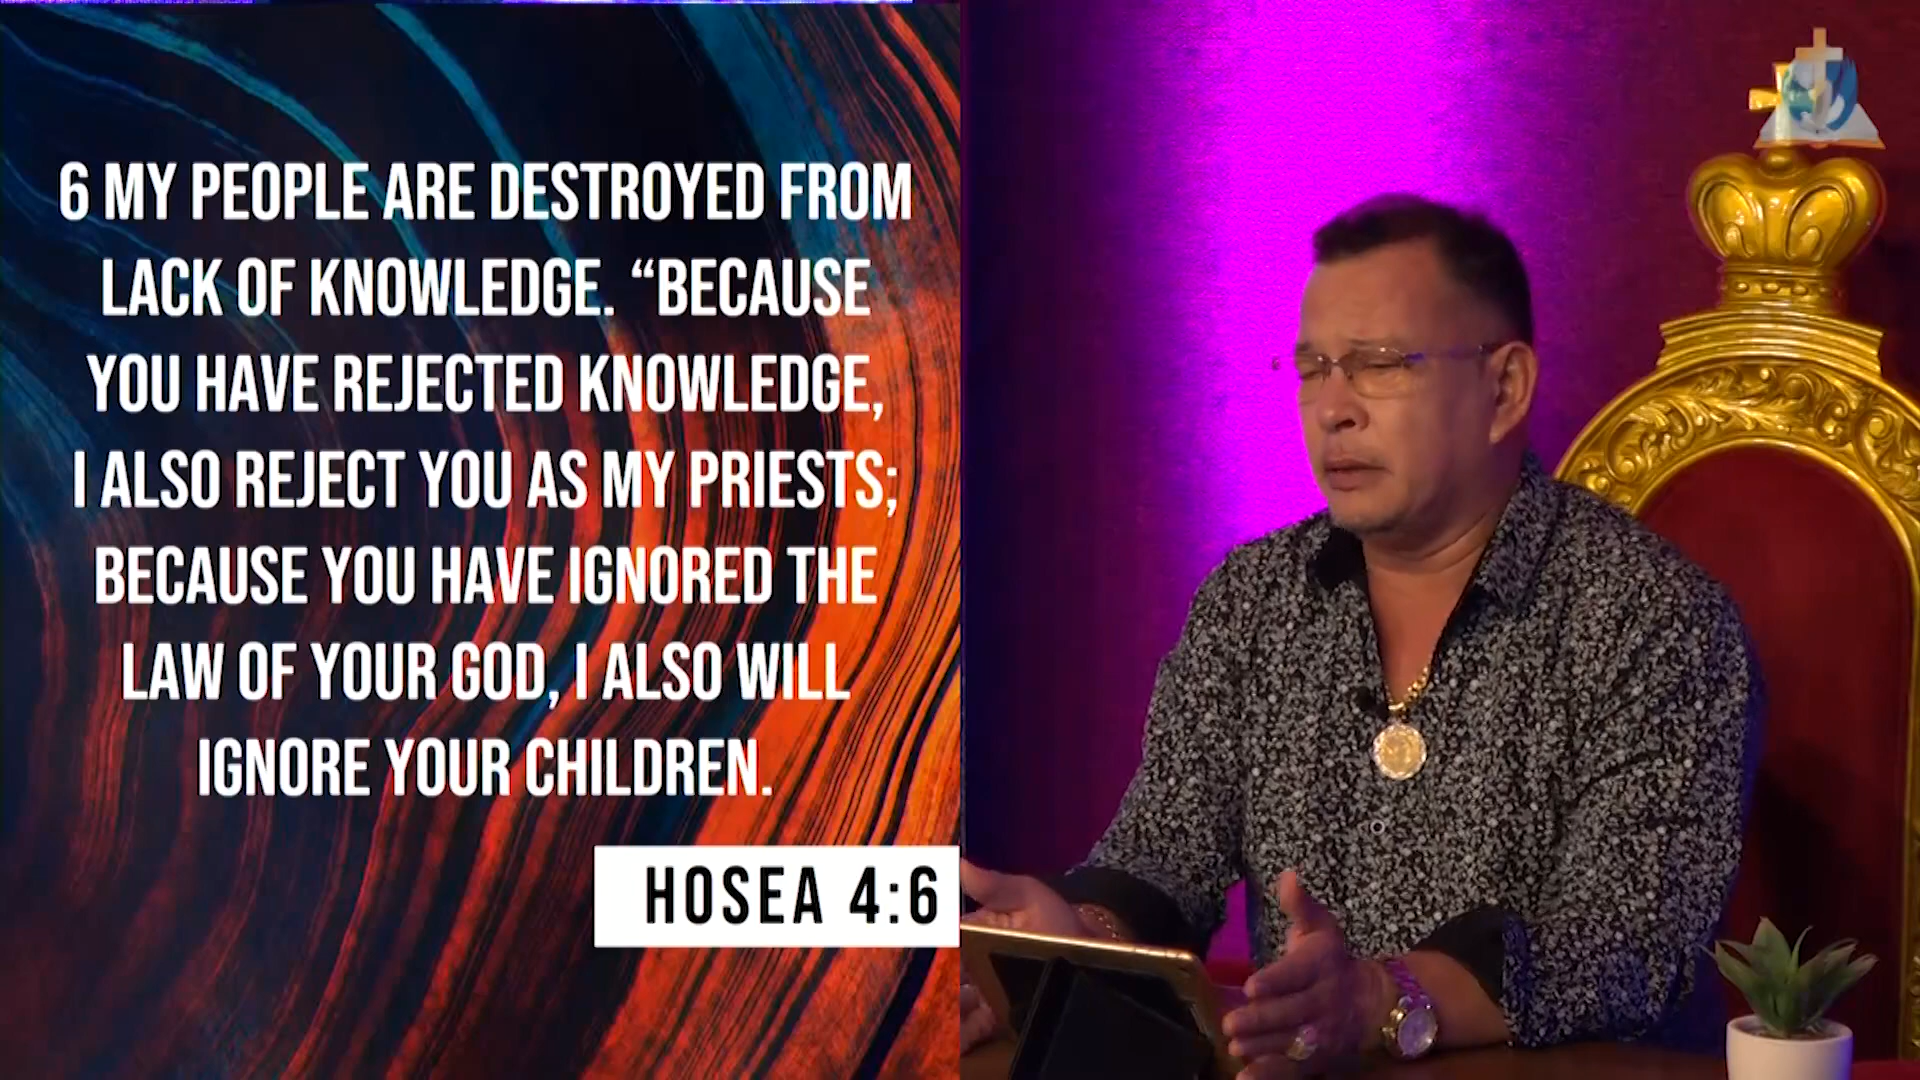 6 MY PEOPLE ARE DESTROYED FROM
LACK OF KNOWLEDGE. “BECAUSE
YOU HAVE REJECTED KNOWLEDGE,
I ALSO REJECT YOU AS MY PRIESTS;
BECAUSE YOU HAVE IGNORED THE
LAW OF YOUR GOD, I ALSO WILL
IGNORE YOUR CHILDREN.
HOSEA 4:6